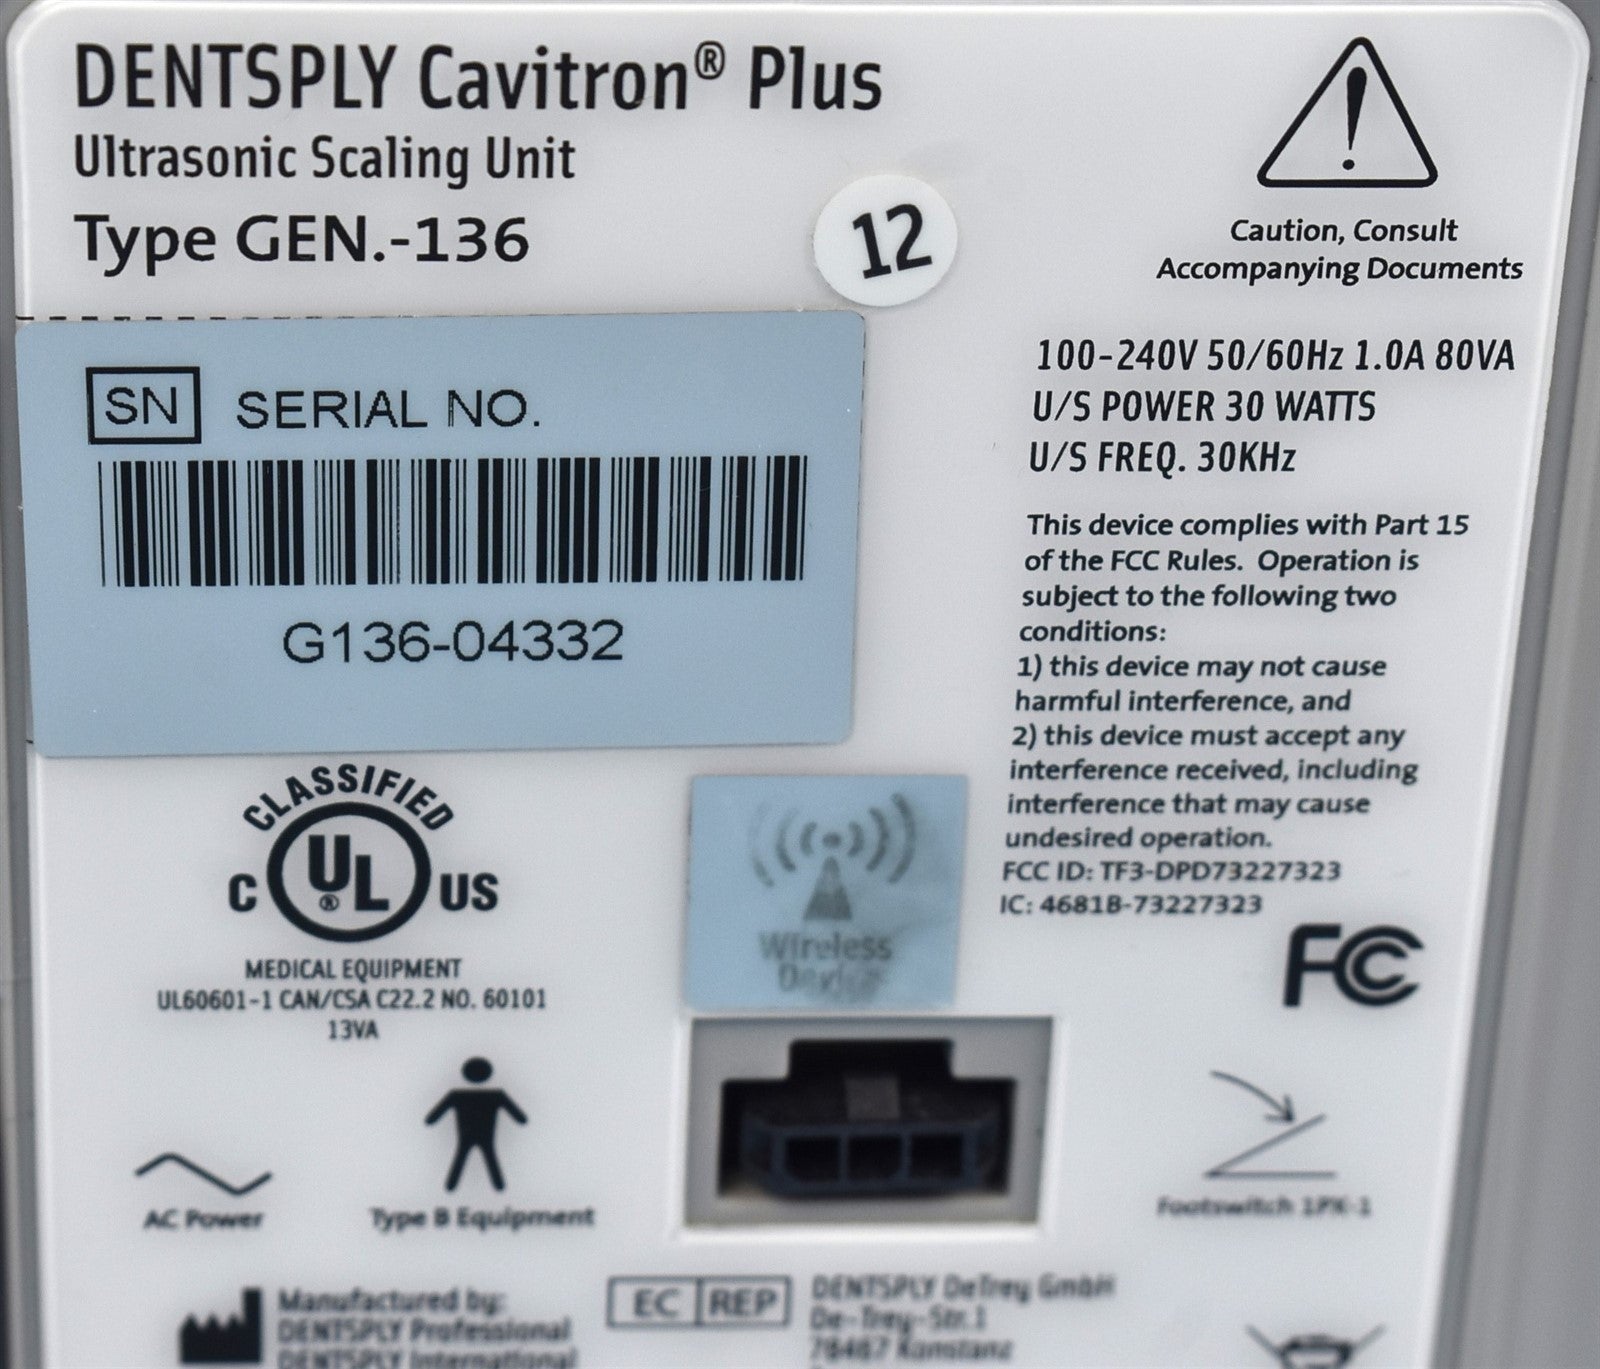 DENTSPLY Cavitron® Plus
Ultrasonic Scaling Unit
Type GEN.-136
12
Caution, Consult
Accompanying Documents
SN SERIAL NO.
G136-04332
100-240V 50/60Hz 1.0A 80VA
U/S POWER 30 WATTS
U/S FREQ. 30KHz
This device complies with Part 15
of the FCC Rules. Operation is
subject to the following two
conditions:
1) this device may not cause
harmful interference, and
2) this device must accept any
interference received, including
interference that may cause
undesired operation.
FCC ID: TF3-DPD73227323
IC: 4681B-73227323
FC
CLASSIFIED
C UL® US
MEDICAL EQUIPMENT
UL60601-1 CAN/CSA C22.2 NO. 60101
13VA
Wireless
Device
AC Power
Type B Equipment
Footswitch 1PX-1
Manufactured by:
DENTSPLY Professional
DENTSPLY International
EC REP
DENTSPLY DeTrey GmbH
De-Trey-Str.1
78467 Konstanz